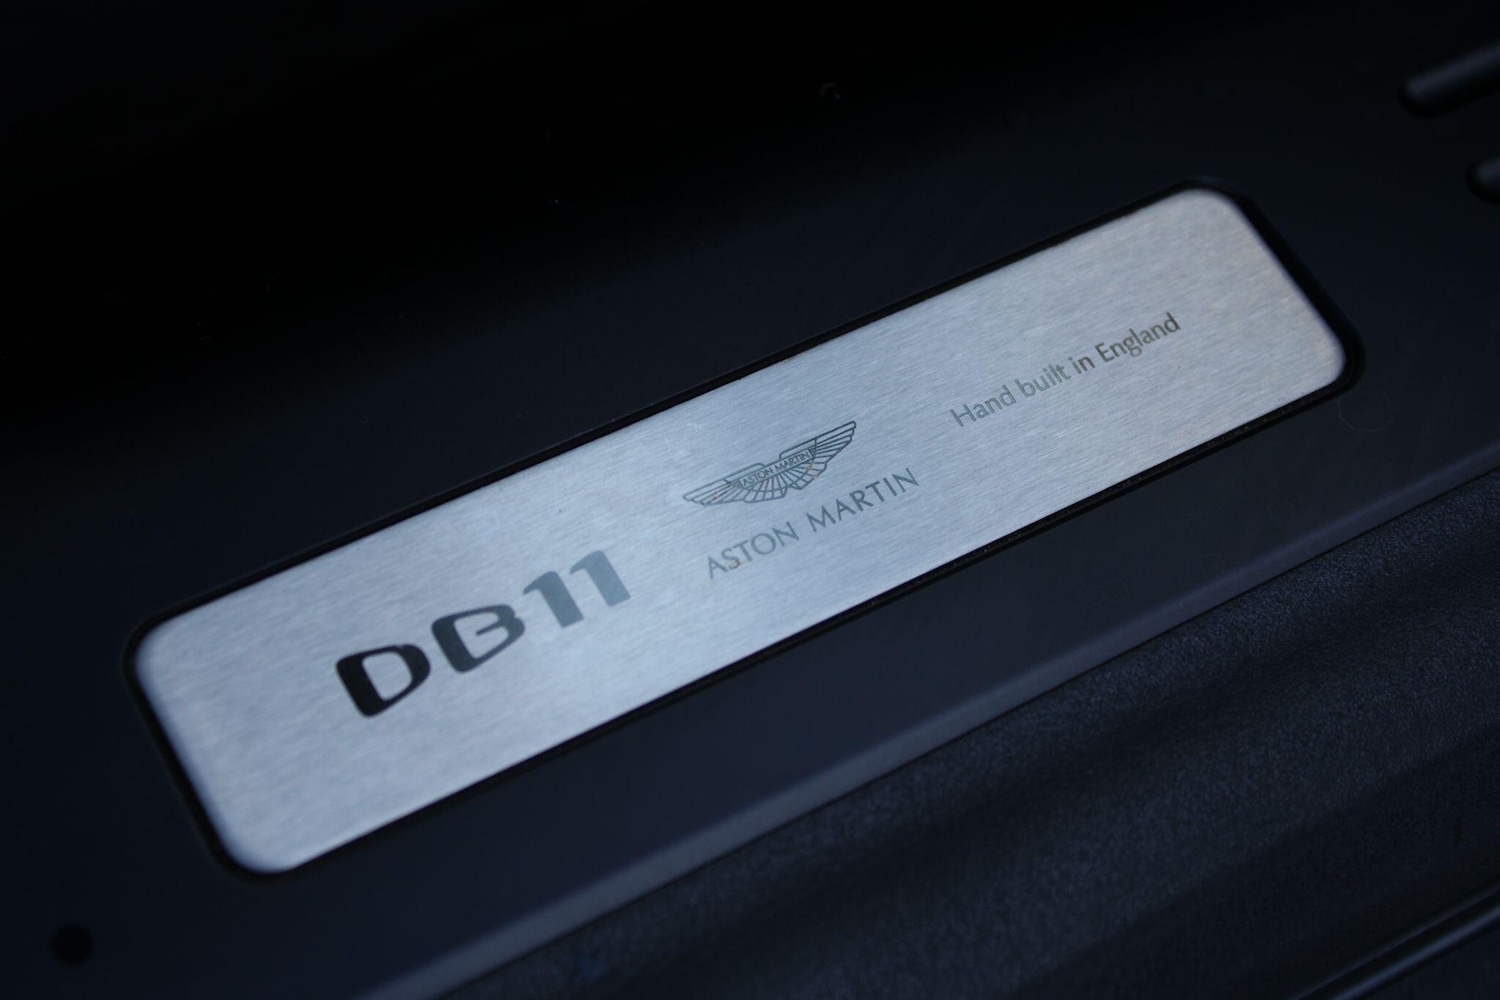 DB11
ASTON MARTIN
ASTON MARTIN
Hand built in England